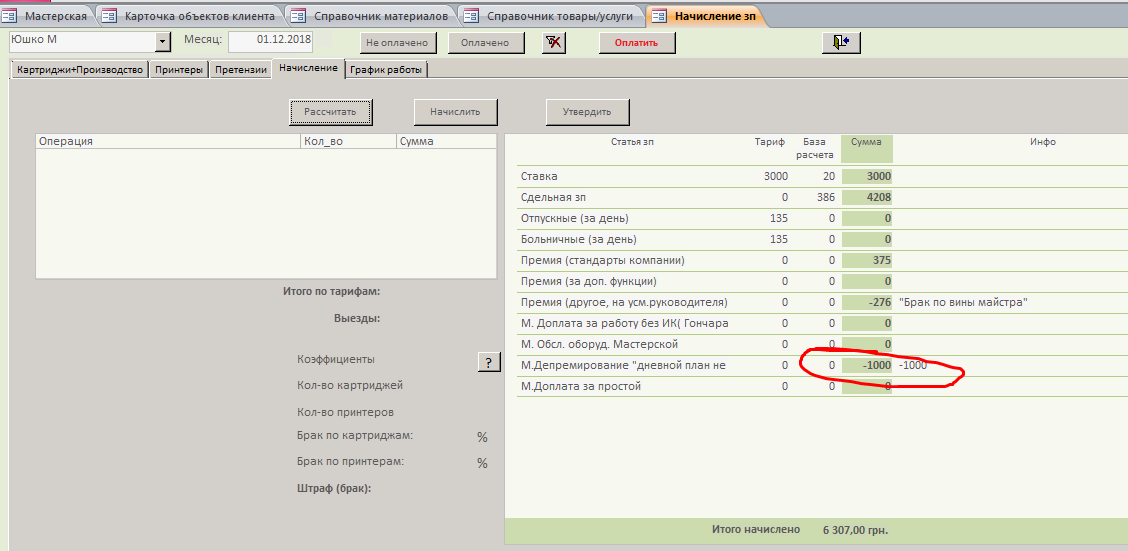 Мастерская
Карточка объектов клиента
Справочник материалов
Справочник товары/услуги
Начисление зп
Юшко М
Месяц:
01.12.2018
Не оплачено
Оплачено
Оплатить
Картриджи+Производство
Принтеры
Претензии
Начисление
График работы
Рассчитать
Начислить
Утвердить
Операция Кол_во Сумма
Статья зп Тариф База расчета Сумма Инфо
Ставка 3000 20 3000
Сдельная зп 0 386 4208
Отпускные (за день) 135 0 0
Больничные (за день) 135 0 0
Премия (стандарты компании) 0 0 375
Премия (за доп. функции) 0 0 0
Премия (другое, на усм.руководителя) 0 0 -276 "Брак по вины майстра"
М. Доплата за работу без ИК( Гончара 0 0 0
М. Обсл. оборуд. Мастерской 0 0 0
М.Депремирование "дневной план не 0 0 -1000 -1000
М.Доплата за простой 0 0 0
Итого по тарифам:
Выезды:
Коэффициенты ?
Кол-во картриджей
Кол-во принтеров
Брак по картриджам: %
Брак по принтерам: %
Штраф (брак):
Итого начислено 6 307,00 грн.